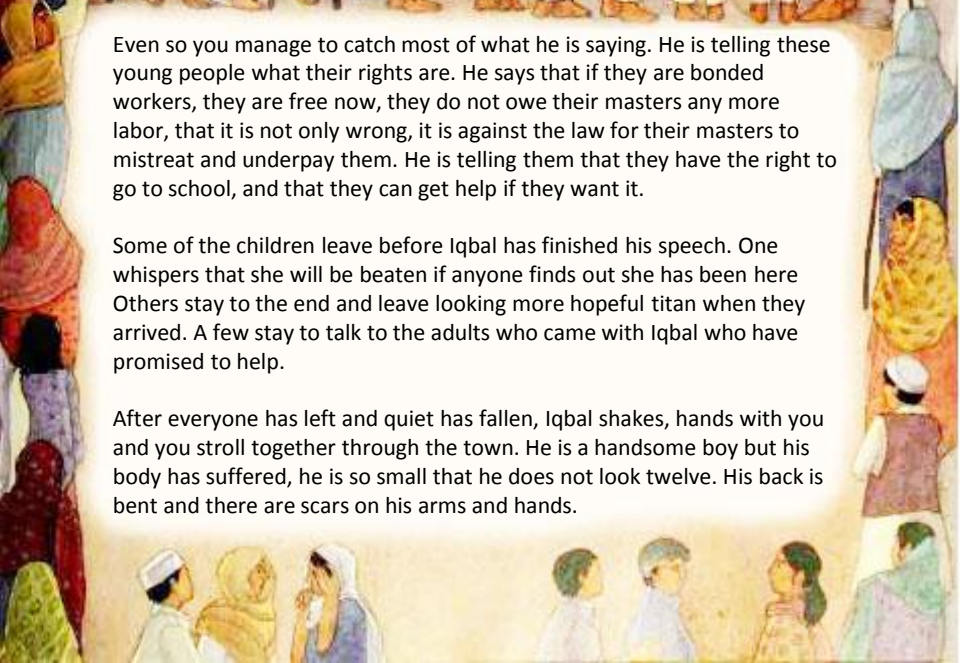 Even so you manage to catch most of what he is saying. He is telling these
young people what their rights are. He says that if they are bonded
workers, they are free now, they do not owe their masters any more
labor, that it is not only wrong, it is against the law for their masters to
mistreat and underpay them. He is telling them that they have the right to
go to school, and that they can get help if they want it.
Some of the children leave before Iqbal has finished his speech. One
whispers that she will be beaten if anyone finds out she has been here
Others stay to the end and leave looking more hopeful titan when they
arrived. A few stay to talk to the adults who came with Iqbal who have
promised to help.
After everyone has left and quiet has fallen, Iqbal shakes, hands with you
and you stroll together through the town. He is a handsome boy but his
body has suffered, he is so small that he does not look twelve. His back is
bent and there are scars on his arms and hands.